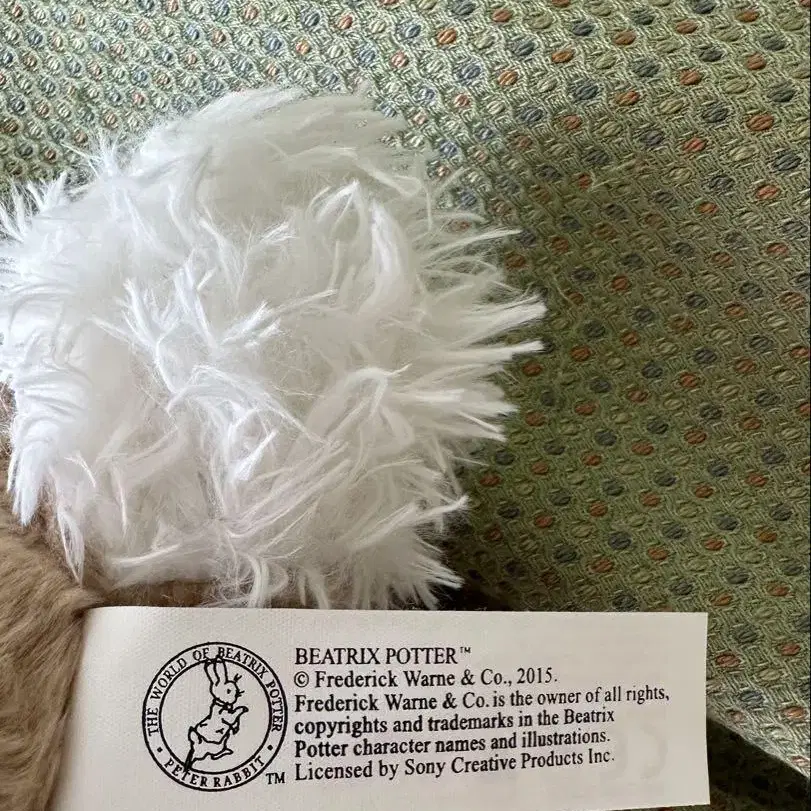 THE WORLD OF BEATRIX POTTER
• PETER RABBIT •
TM
BEATRIX POTTER™
© Frederick Warne & Co., 2015.
Frederick Warne & Co. is the owner of all rights,
copyrights and trademarks in the Beatrix
Potter character names and illustrations.
Licensed by Sony Creative Products Inc.